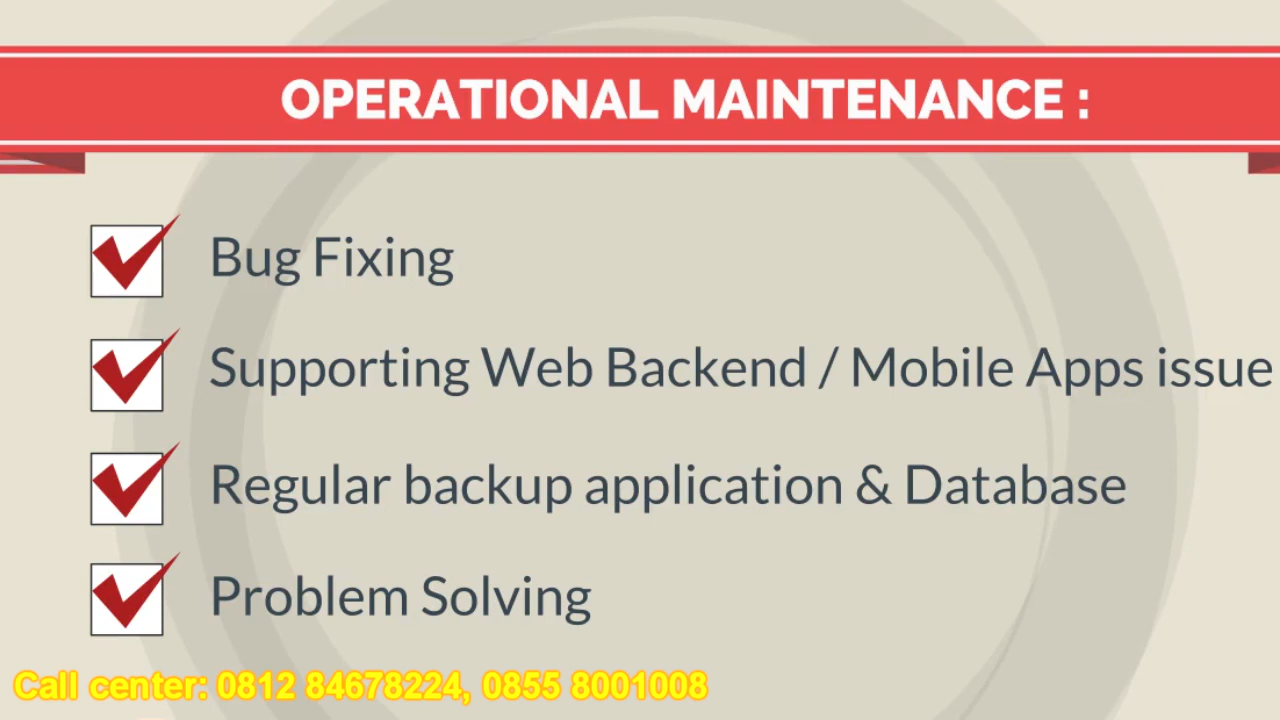 OPERATIONAL MAINTENANCE :
Bug Fixing
Supporting Web Backend / Mobile Apps issue
Regular backup application & Database
Problem Solving
Call center: 0812 84678224, 0855 8001008